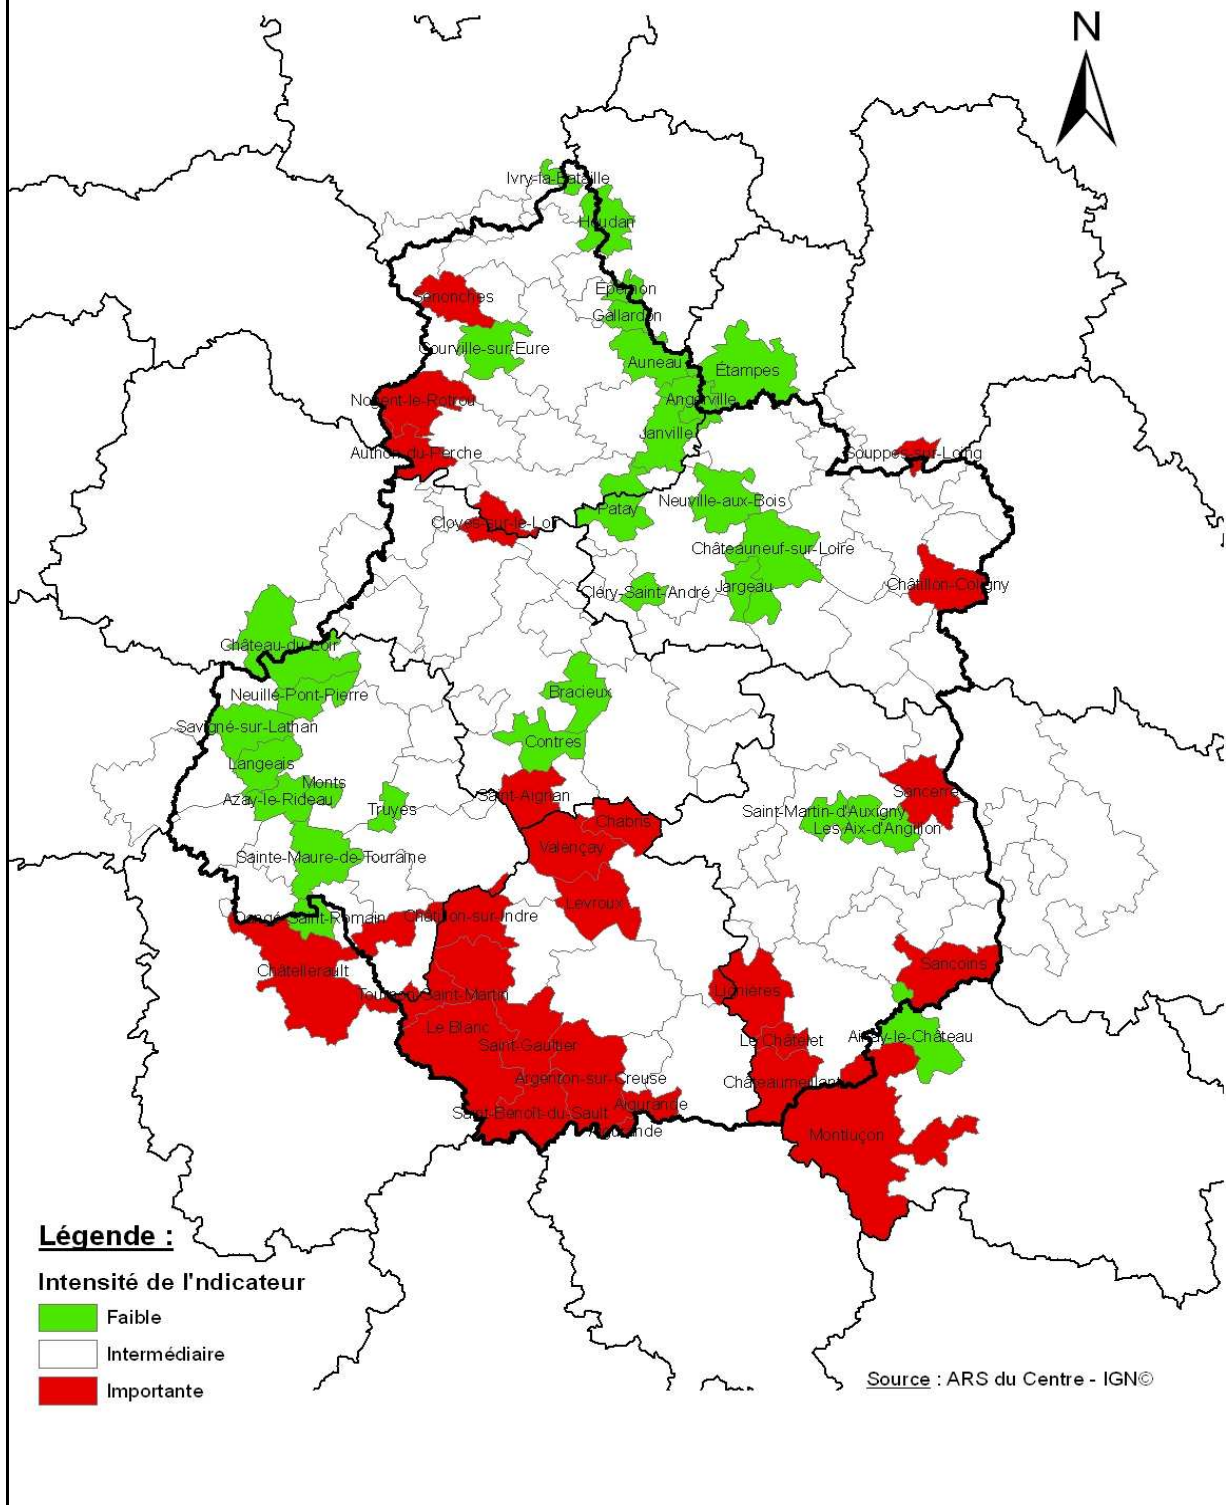 N
Ivry-la-Bataille
Houdan
Épernon
Senonches
Gallardon
Courville-sur-Eure
Auneau
Étampes
Nogent-le-Rotrou
Angerville
Janville
Authon-du-Perche
Souppes-sur-Loing
Neuville-aux-Bois
Patay
Cloyes-sur-le-Loir
Châteauneuf-sur-Loire
Châtillon-Coligny
Jargeau
Cléry-Saint-André
Château-du-Loir
Neuillé-Pont-Pierre
Bracieux
Savigné-sur-Lathan
Contres
Langeais
Monts
Azay-le-Rideau
Truyes
Saint-Aignan
Sancerre
Saint-Martin-d'Auxigny
Chabris
Les Aix-d'Angillon
Valençay
Sainte-Maure-de-Touraine
Levroux
Dangé-Saint-Romain
Châtillon-sur-Indre
Châtellerault
Sancoins
Tournon-Saint-Martin
Lignières
Le Blanc
Saint-Gaultier
Le Châtelet
Ainay-le-Château
Argenton-sur-Creuse
Châteaumeillant
Aigurande
Saint-Benoît-du-Sault
Aigurande
Montluçon
Légende :
Intensité de l'Indicateur
Faible
Intermédiaire
Importante
Source : ARS du Centre - IGN©